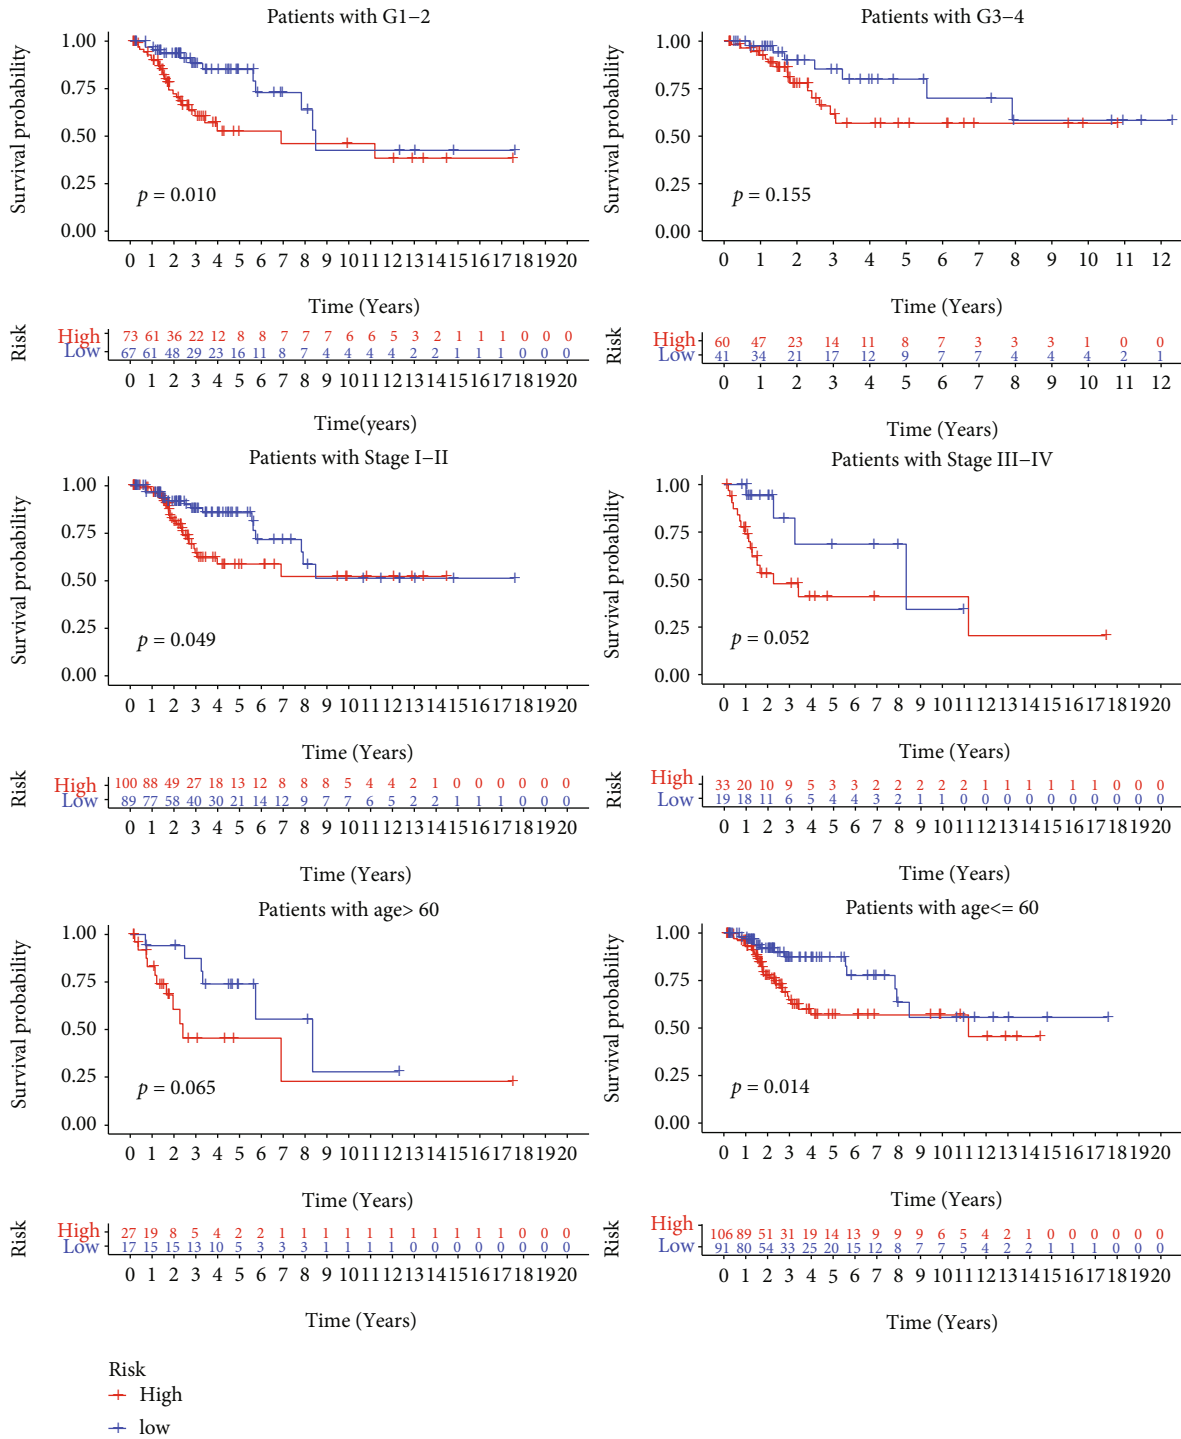 Patients with G1−2
Survival probability
1.00
0.75
0.50
0.25
0.00
p = 0.010
0 1 2 3 4 5 6 7 8 9 10 11 12 13 14 15 16 17 18 19 20
Time (Years)
Risk
High 73 61 36 22 12 8 8 7 7 7 6 6 5 3 2 1 1 1 0 0 0
Low 67 61 48 29 23 16 11 8 7 4 4 4 4 2 2 1 1 1 0 0 0
0 1 2 3 4 5 6 7 8 9 10 11 12 13 14 15 16 17 18 19 20
Time(years)
Patients with G3−4
Survival probability
1.00
0.75
0.50
0.25
0.00
p = 0.155
0 1 2 3 4 5 6 7 8 9 10 11 12
Time (Years)
Risk
High 60 47 23 14 11 8 7 3 3 3 1 0 0
Low 41 34 21 17 12 9 7 7 4 4 4 2 1
0 1 2 3 4 5 6 7 8 9 10 11 12
Time (Years)
Patients with Stage I−II
Survival probability
1.00
0.75
0.50
0.25
0.00
p = 0.049
0 1 2 3 4 5 6 7 8 9 10 11 12 13 14 15 16 17 18 19 20
Time (Years)
Risk
High 100 88 49 27 18 13 12 8 8 8 5 4 4 2 1 0 0 0 0 0 0
Low 89 77 58 40 30 21 14 12 9 7 7 6 5 2 2 1 1 1 0 0 0
0 1 2 3 4 5 6 7 8 9 10 11 12 13 14 15 16 17 18 19 20
Time (Years)
Patients with Stage III−IV
Survival probability
1.00
0.75
0.50
0.25
0.00
p = 0.052
0 1 2 3 4 5 6 7 8 9 10 11 12 13 14 15 16 17 18 19 20
Time (Years)
Risk
High 33 20 10 9 5 3 3 2 2 2 2 2 1 1 1 1 1 1 0 0 0
Low 19 18 11 6 5 4 4 3 2 1 1 0 0 0 0 0 0 0 0 0 0
0 1 2 3 4 5 6 7 8 9 10 11 12 13 14 15 16 17 18 19 20
Time (Years)
Patients with age> 60
Survival probability
1.00
0.75
0.50
0.25
0.00
p = 0.065
0 1 2 3 4 5 6 7 8 9 10 11 12 13 14 15 16 17 18 19 20
Time (Years)
Risk
High 27 19 8 5 4 2 2 1 1 1 1 1 1 1 1 1 1 1 0 0 0
Low 17 15 15 13 10 5 3 3 3 1 1 1 1 0 0 0 0 0 0 0 0
0 1 2 3 4 5 6 7 8 9 10 11 12 13 14 15 16 17 18 19 20
Time (Years)
Patients with age<= 60
Survival probability
1.00
0.75
0.50
0.25
0.00
p = 0.014
0 1 2 3 4 5 6 7 8 9 10 11 12 13 14 15 16 17 18 19 20
Time (Years)
Risk
High 106 89 51 31 19 14 13 9 9 9 6 5 4 2 1 0 0 0 0 0 0
Low 91 80 54 33 25 20 15 12 8 7 7 5 4 2 2 1 1 1 0 0 0
0 1 2 3 4 5 6 7 8 9 10 11 12 13 14 15 16 17 18 19 20
Time (Years)
Risk
High
low